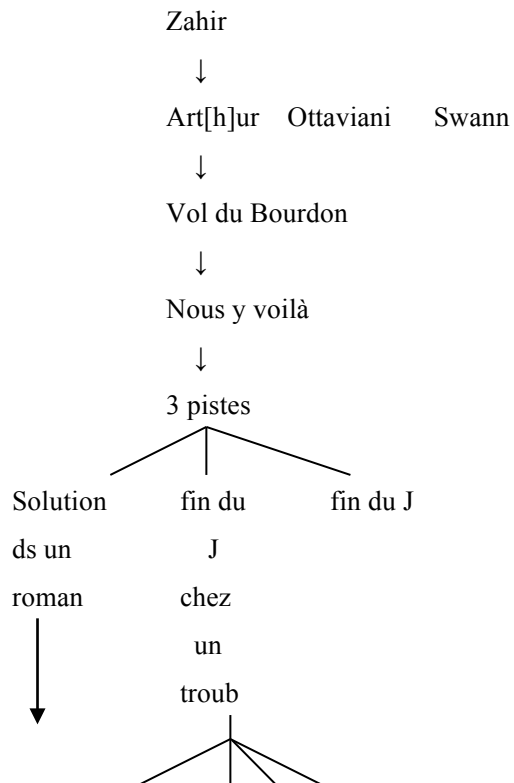 Zahir
↓
Art[h]ur Ottaviani Swann
↓
Vol du Bourdon
↓
Nous y voilà
↓
3 pistes
Solution
ds un
roman
fin du
J
chez
un
troub
fin du J